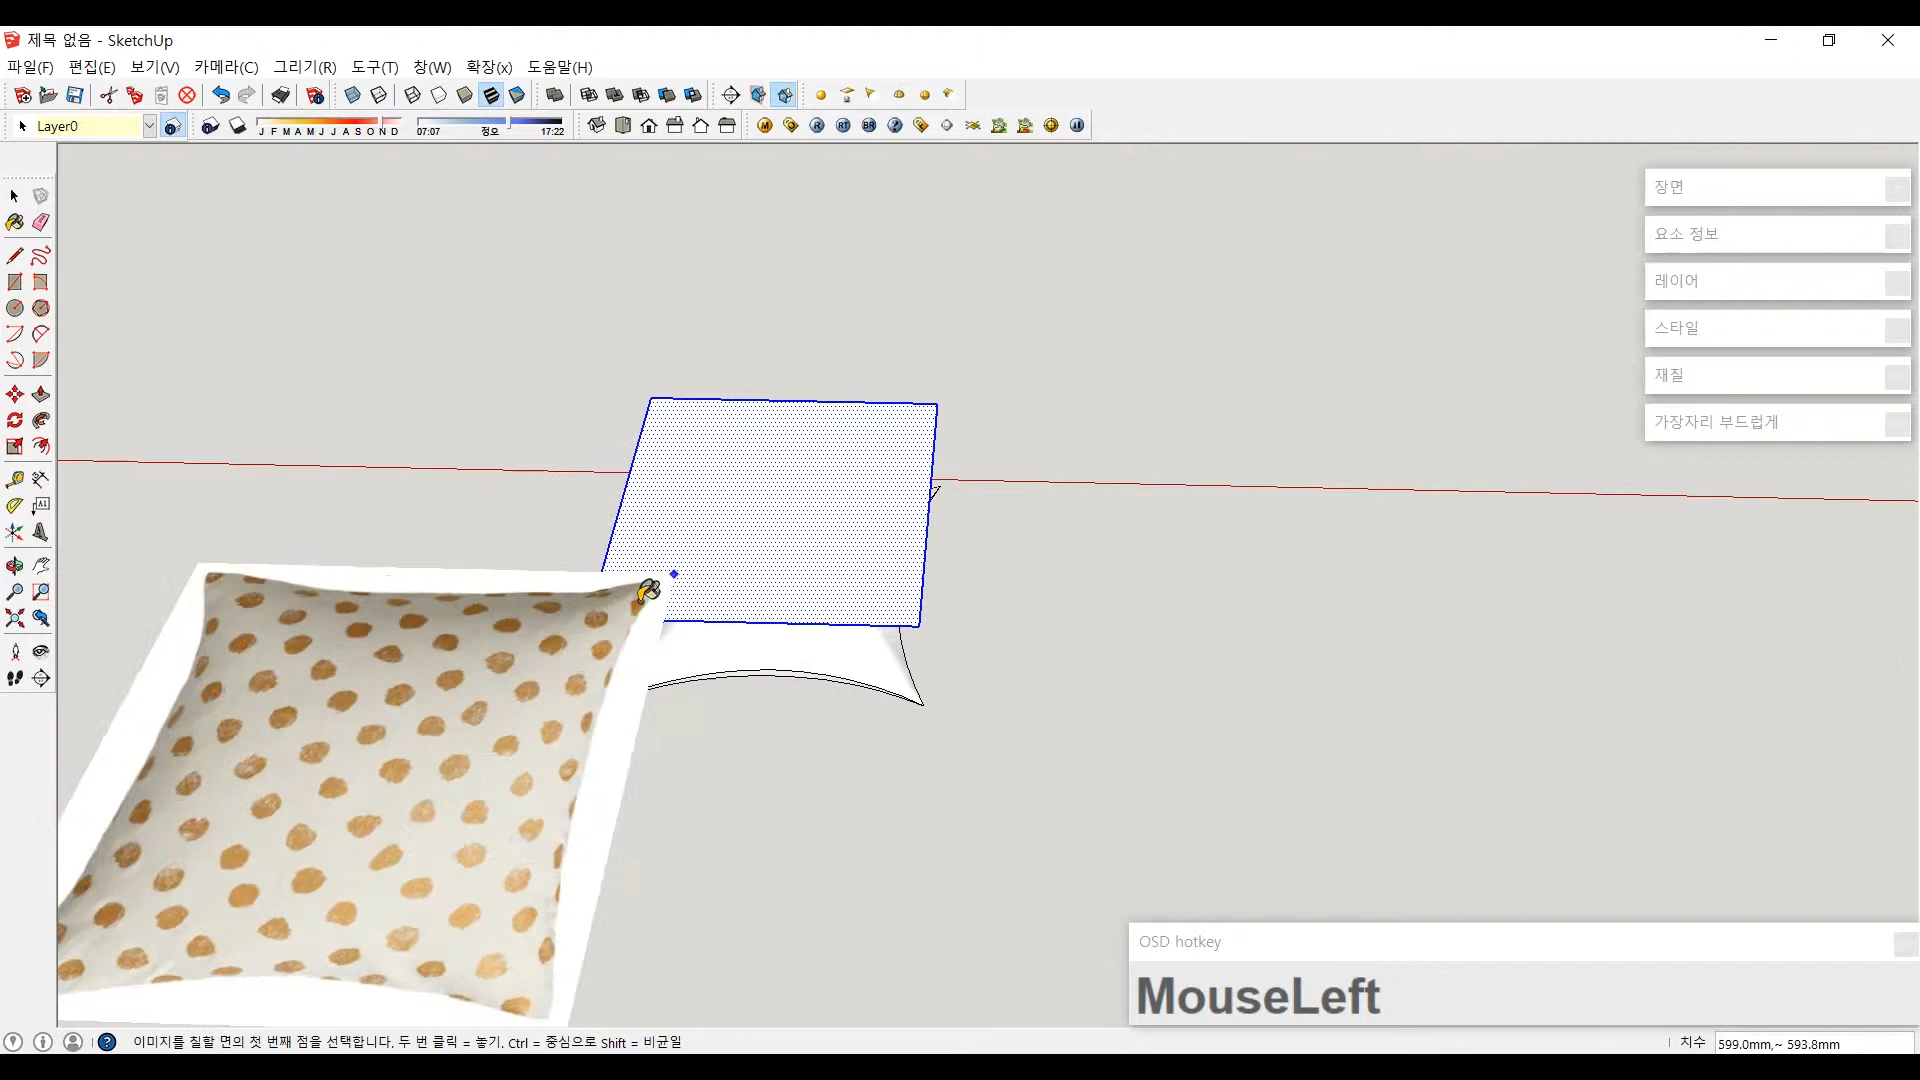 제목 없음 - SketchUp
파일(F) 편집(E) 보기(V) 카메라(C) 그리기(R) 도구(T) 창(W) 확장(x) 도움말(H)
Layer0
J F M A M J J A S O N D 07:07 정오 17:22
장면
요소 정보
레이어
스타일
재질
가장자리 부드럽게
OSD hotkey
MouseLeft
이미지를 칠할 면의 첫 번째 점을 선택합니다. 두 번 클릭 = 놓기. Ctrl = 중심으로 Shift = 비균일
치수 599.0mm,~ 593.8mm